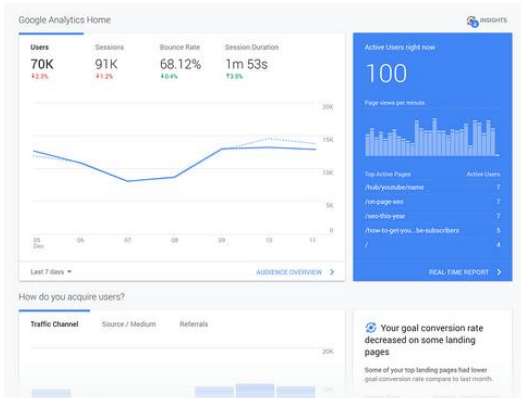 Google Analytics Home
INSIGHTS
Users Sessions Bounce Rate Session Duration
70K 91K 68.12% 1m 53s
2.3% 1.2% 0.4% 3.5%
20K
15K
10K
5K
0
05 06 07 08 09 10 11
Dec
Last 7 days
AUDIENCE OVERVIEW
Active Users right now
100
Page views per minute
Top Active Pages Active Users
/hub/youtube/name 7
/on-page-seo 7
/seo-this-year 7
/how-to-get-you...be-subscribers 5
/ 4
REAL-TIME REPORT
How do you acquire users?
Traffic Channel Source / Medium Referrals
20K
Your goal conversion rate
decreased on some landing
pages
Some of your top landing pages had lower
goal conversion rate compare to last month.